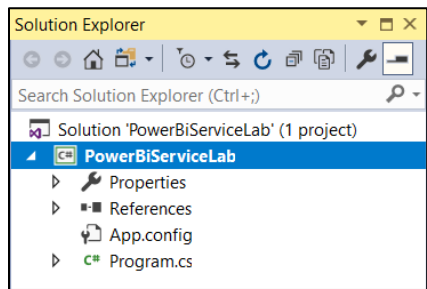 Solution Explorer
Search Solution Explorer (Ctrl+;)
Solution 'PowerBiServiceLab' (1 project)
C# PowerBiServiceLab
Properties
References
App.config
C# Program.cs